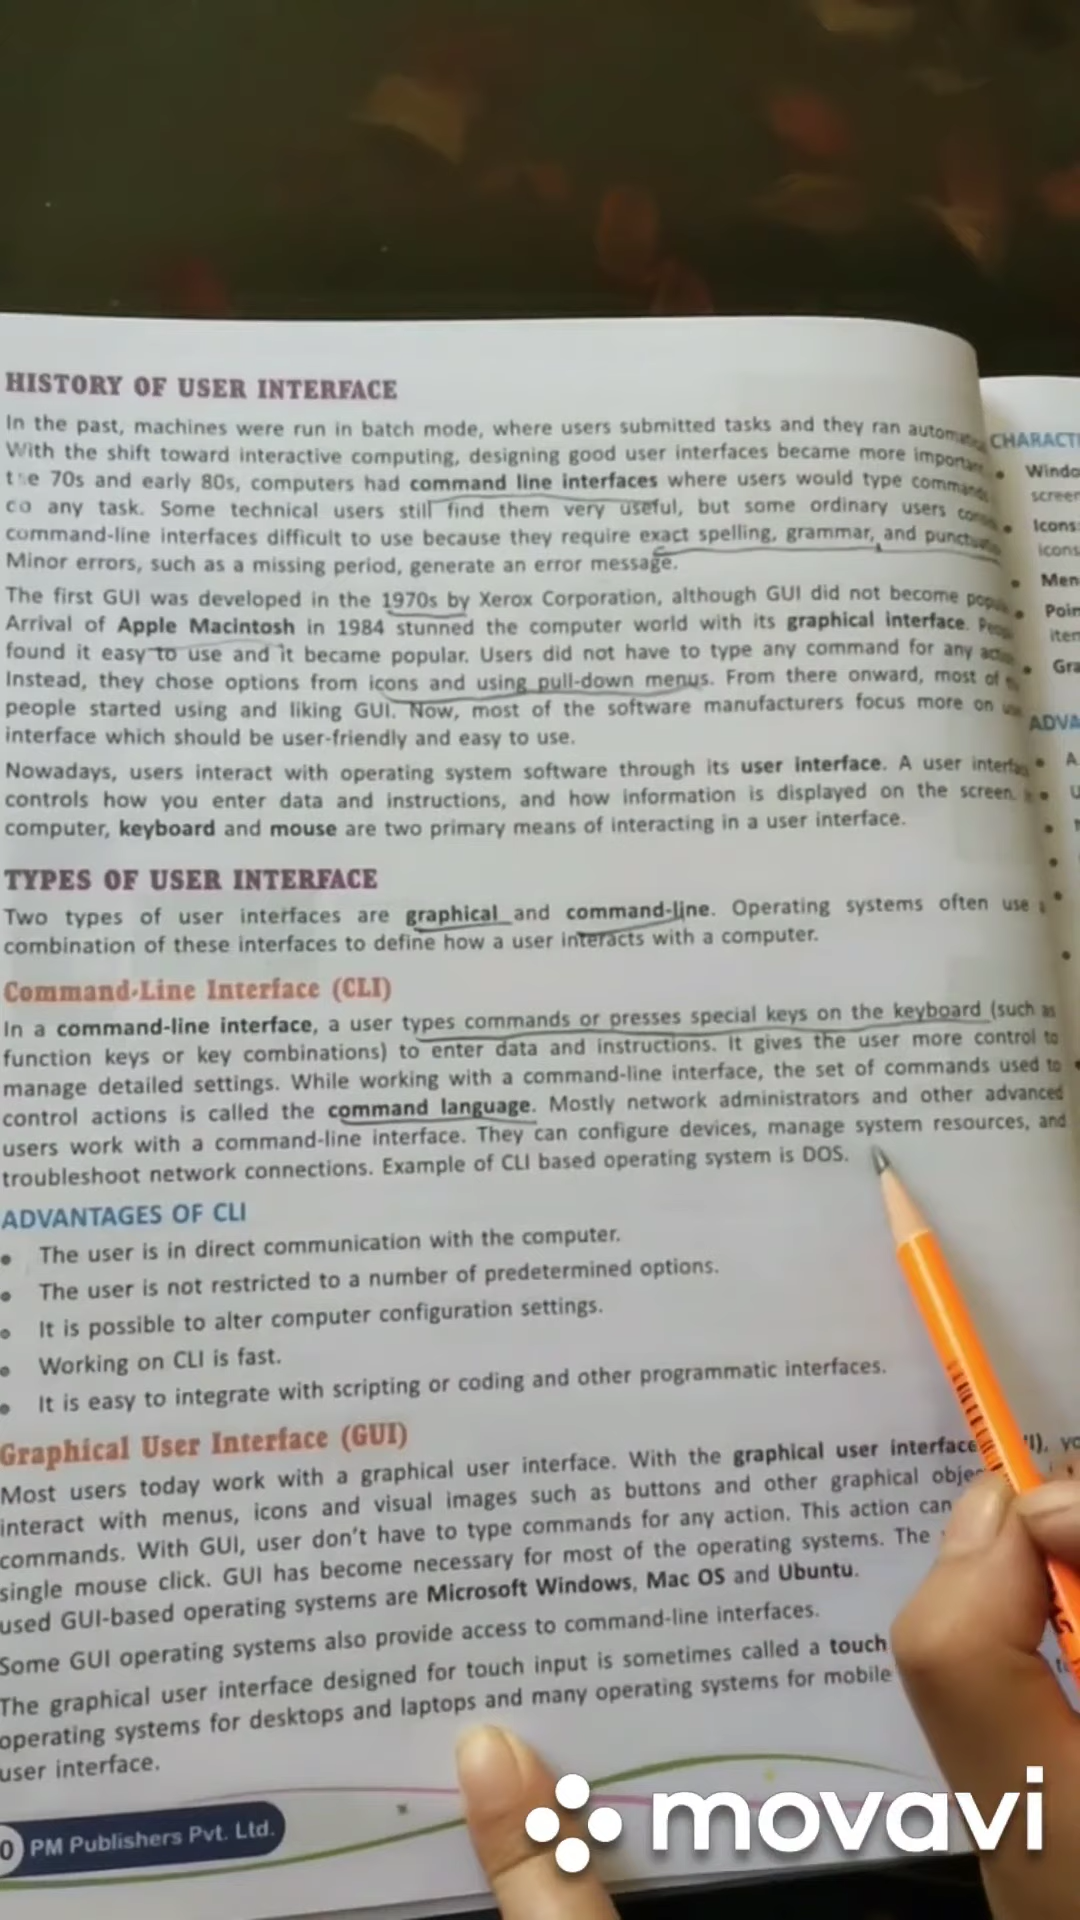 HISTORY OF USER INTERFACE
In the past, machines were run in batch mode, where users submitted tasks and they ran
With the shift toward interactive computing, designing good user interfaces became more
70s and early 80s, computers had command line interfaces where users would type
any task. Some technical users still find them very useful, but some ordinary users
command-line interfaces difficult to use because they require exact spelling, grammar, and
Minor errors, such as a missing period, generate an error message.
The first GUI was developed in the 1970s by Xerox Corporation, although GUI did not become
Arrival of Apple Macintosh in 1984 stunned the computer world with its graphical interface.
found it easy to use and it became popular. Users did not have to type any command for any
Instead, they chose options from icons and using pull-down menus. From there onward, most of
people started using and liking GUI. Now, most of the software manufacturers focus more on
interface which should be user-friendly and easy to use.
Nowadays, users interact with operating system software through its user interface. A user
controls how you enter data and instructions, and how information is displayed on the screen.
computer, keyboard and mouse are two primary means of interacting in a user interface.
TYPES OF USER INTERFACE
Two types of user interfaces are graphical and command-line. Operating systems often use
combination of these interfaces to define how a user interacts with a computer.
Command-Line Interface (CLI)
In a command-line interface, a user types commands or presses special keys on the keyboard (such as
function keys or key combinations) to enter data and instructions. It gives the user more control to
manage detailed settings. While working with a command-line interface, the set of commands used to
control actions is called the command language. Mostly network administrators and other advanced
users work with a command-line interface. They can configure devices, manage system resources, and
troubleshoot network connections. Example of CLI based operating system is DOS.
ADVANTAGES OF CLI
• The user is in direct communication with the computer.
• The user is not restricted to a number of predetermined options.
• It is possible to alter computer configuration settings.
• Working on CLI is fast.
• It is easy to integrate with scripting or coding and other programmatic interfaces.
Graphical User Interface (GUI)
Most users today work with a graphical user interface. With the graphical user interface
interact with menus, icons and visual images such as buttons and other graphical
commands. With GUI, user don't have to type commands for any action. This action can
single mouse click. GUI has become necessary for most of the operating systems. The
used GUI-based operating systems are Microsoft Windows, Mac OS and Ubuntu.
Some GUI operating systems also provide access to command-line interfaces.
The graphical user interface designed for touch input is sometimes called a touch
operating systems for desktops and laptops and many operating systems for mobile
user interface.
0 PM Publishers Pvt. Ltd.
CHARACT
• Windo
screen
• Icons:
icons
• Men
• Poin
item
• Gra
ADVA
• A
• U
movavi